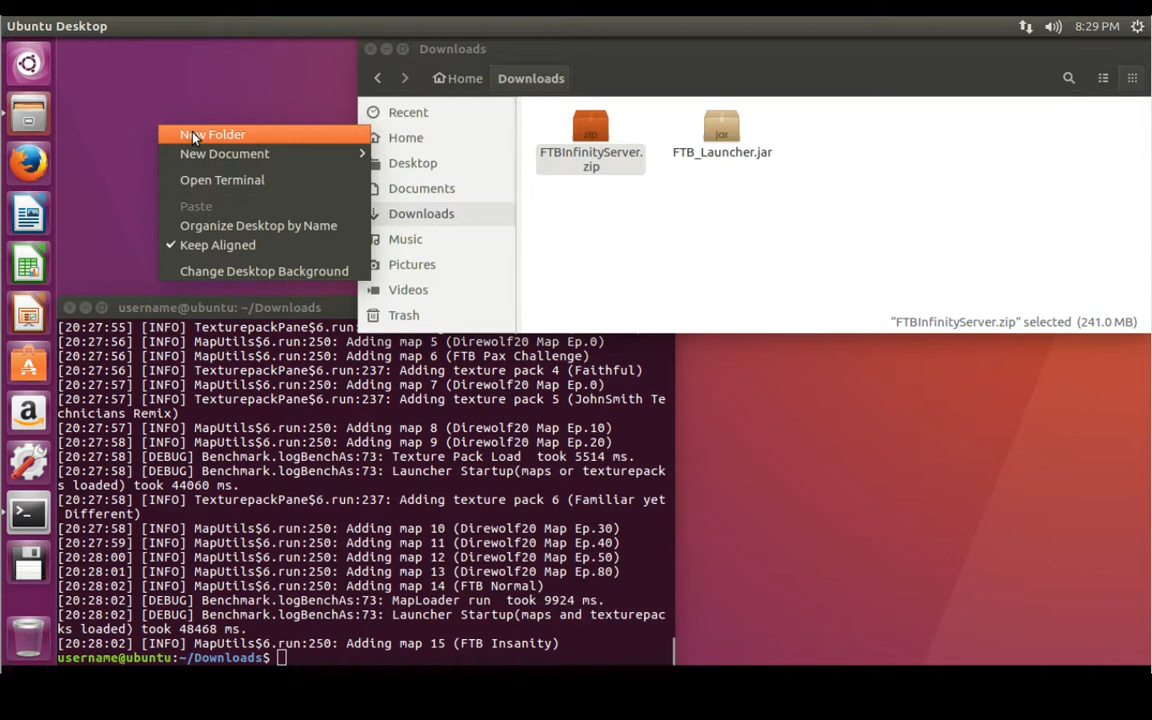 Ubuntu Desktop
8:29 PM
Downloads
Home
Downloads
Recent
Home
Desktop
Documents
Downloads
Music
Pictures
Videos
Trash
zip
FTBInfinityServer.
zip
jar
FTB_Launcher.jar
"FTBInfinityServer.zip" selected (241.0 MB)
New Folder
New Document
Open Terminal
Paste
Organize Desktop by Name
Keep Aligned
Change Desktop Background
username@ubuntu: ~/Downloads
[20:27:55] [INFO] TexturepackPane$6.run:
[20:27:56] [INFO] MapUtils$6.run:250: Adding map 5 (Direwolf20 Map Ep.0)
[20:27:56] [INFO] MapUtils$6.run:250: Adding map 6 (FTB Pax Challenge)
[20:27:56] [INFO] TexturepackPane$6.run:237: Adding texture pack 4 (Faithful)
[20:27:57] [INFO] MapUtils$6.run:250: Adding map 7 (Direwolf20 Map Ep.0)
[20:27:57] [INFO] TexturepackPane$6.run:237: Adding texture pack 5 (JohnSmith Te
chnicians Remix)
[20:27:57] [INFO] MapUtils$6.run:250: Adding map 8 (Direwolf20 Map Ep.10)
[20:27:58] [INFO] MapUtils$6.run:250: Adding map 9 (Direwolf20 Map Ep.20)
[20:27:58] [DEBUG] Benchmark.logBenchAs:73: Texture Pack Load  took 5514 ms.
[20:27:58] [DEBUG] Benchmark.logBenchAs:73: Launcher Startup(maps or texturepack
s loaded) took 44060 ms.
[20:27:58] [INFO] TexturepackPane$6.run:237: Adding texture pack 6 (Familiar yet
 Different)
[20:27:58] [INFO] MapUtils$6.run:250: Adding map 10 (Direwolf20 Map Ep.30)
[20:27:59] [INFO] MapUtils$6.run:250: Adding map 11 (Direwolf20 Map Ep.40)
[20:28:00] [INFO] MapUtils$6.run:250: Adding map 12 (Direwolf20 Map Ep.50)
[20:28:01] [INFO] MapUtils$6.run:250: Adding map 13 (Direwolf20 Map Ep.80)
[20:28:02] [INFO] MapUtils$6.run:250: Adding map 14 (FTB Normal)
[20:28:02] [DEBUG] Benchmark.logBenchAs:73: MapLoader run  took 9924 ms.
[20:28:02] [DEBUG] Benchmark.logBenchAs:73: Launcher Startup(maps and texturepac
ks loaded) took 48468 ms.
[20:28:02] [INFO] MapUtils$6.run:250: Adding map 15 (FTB Insanity)
username@ubuntu:~/Downloads$